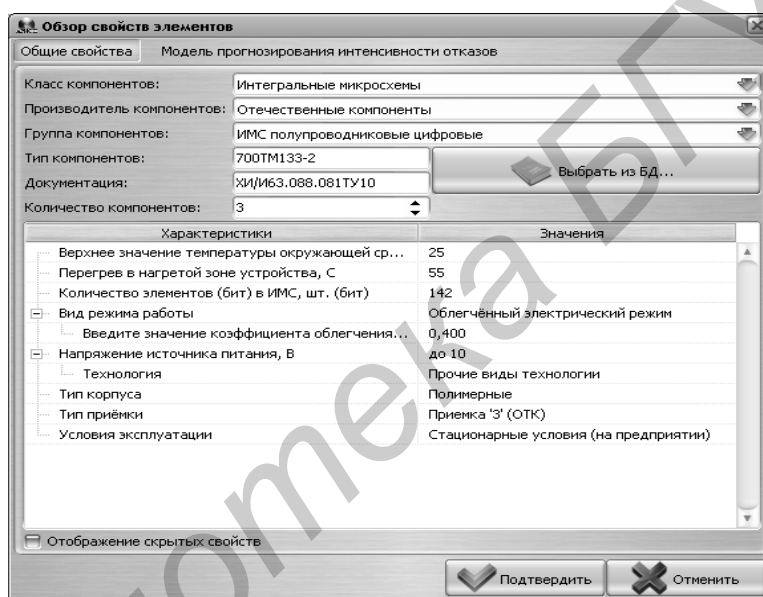 Обзор свойств элементов
Общие свойства Модель прогнозирования интенсивности отказов
Класс компонентов: Интегральные микросхемы
Производитель компонентов: Отечественные компоненты
Группа компонентов: ИМС полупроводниковые цифровые
Тип компонентов: 700ТМ133-2
Выбрать из БД...
Документация: ХИ/И63.088.081ТУ10
Количество компонентов: 3
Характеристики Значения
Верхнее значение температуры окружающей ср... 25
Перегрев в нагретой зоне устройства, С 55
Количество элементов (бит) в ИМС, шт. (бит) 142
Вид режима работы Облегчённый электрический режим
Введите значение коэффициента облегчения... 0,400
Напряжение источника питания, В до 10
Технология Прочие виды технологии
Тип корпуса Полимерные
Тип приёмки Приемка '3' (ОТК)
Условия эксплуатации Стационарные условия (на предприятии)
Отображение скрытых свойств
Подтвердить Отменить